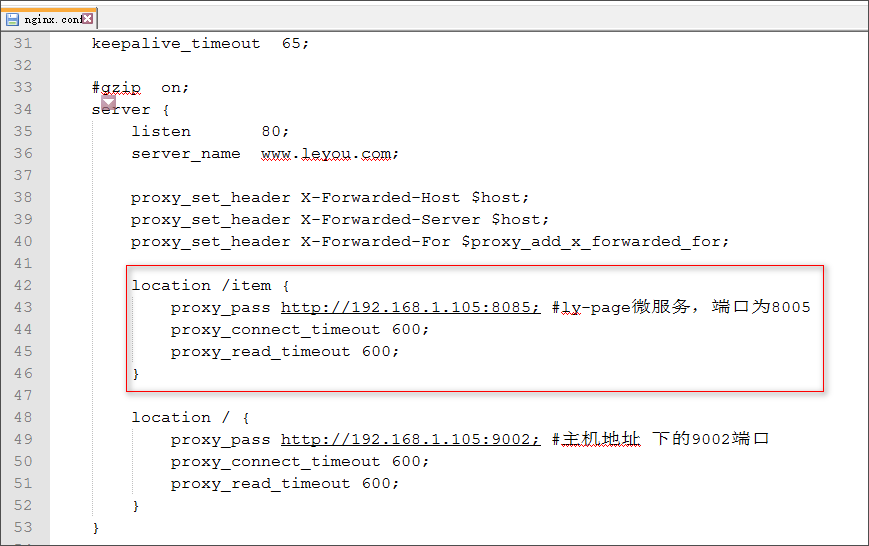 nginx.conf
31 keepalive_timeout  65;
32
33 #gzip  on;
34 server {
35 listen       80;
36 server_name  www.leyou.com;
37
38 proxy_set_header X-Forwarded-Host $host;
39 proxy_set_header X-Forwarded-Server $host;
40 proxy_set_header X-Forwarded-For $proxy_add_x_forwarded_for;
41
42 location /item {
43 proxy_pass http://192.168.1.105:8085; #ly-page微服务，端口为8005
44 proxy_connect_timeout 600;
45 proxy_read_timeout 600;
46 }
47
48 location / {
49 proxy_pass http://192.168.1.105:9002; #主机地址 下的9002端口
50 proxy_connect_timeout 600;
51 proxy_read_timeout 600;
52 }
53 }